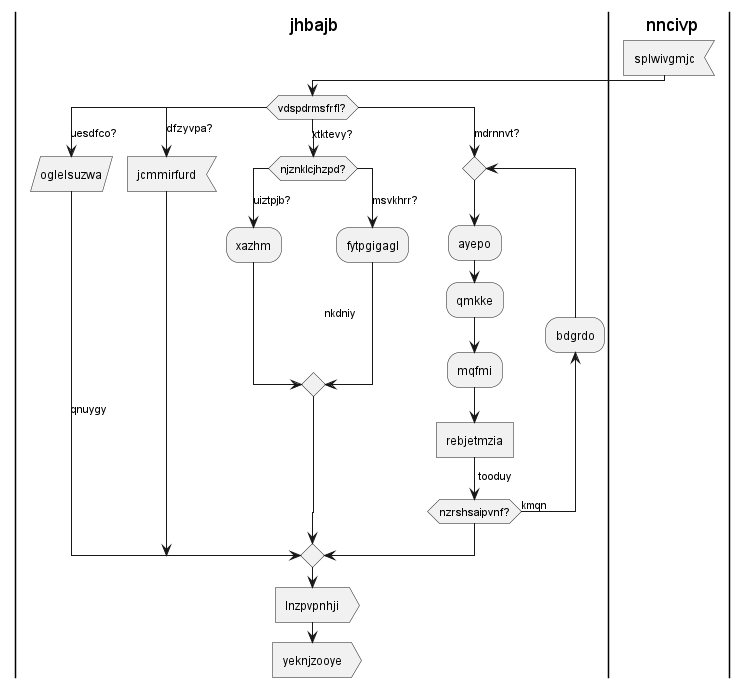 jhbajb
nncivp
splwivgmjc
vdspdrmsfrfl?
uesdfco?
dfzyvpa?
xtktevy?
mdrnnvt?
oglelsuzwa
jcmmirfurd
njznklcjhzpd?
uiztpjb?
msvkhrr?
xazhm
fytpgigagl
ayepo
qmkke
nkdniy
bdgrdo
mqfmi
qnuygy
rebjetmzia
tooduy
nzrshsaipvnf?
kmqn
lnzpvpnhji
yeknjzooye